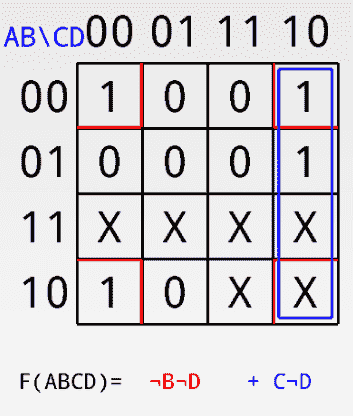 AB\CD 00 01 11 10
00 1 0 0 1
01 0 0 0 1
11 X X X X
10 1 0 X X
F(ABCD)= ¬B¬D + C¬D